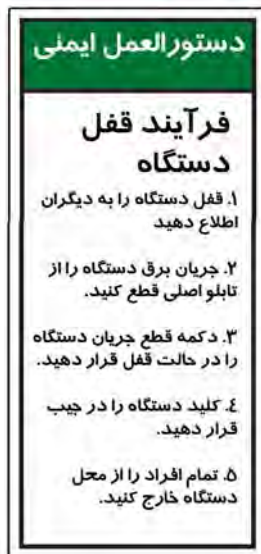 دستورالعمل ایمنی
فرآیند قفل
دستگاه
۱. قفل دستگاه را به دیگران
اطلاع دهید
۲. جریان برق دستگاه را از
تابلو اصلی قطع کنید.
۳. دکمه قطع جریان دستگاه
را در حالت قفل قرار دهید.
٤. کلید دستگاه را در جیب
قرار دهید.
۵. تمام افراد را از محل
دستگاه خارج کنید.